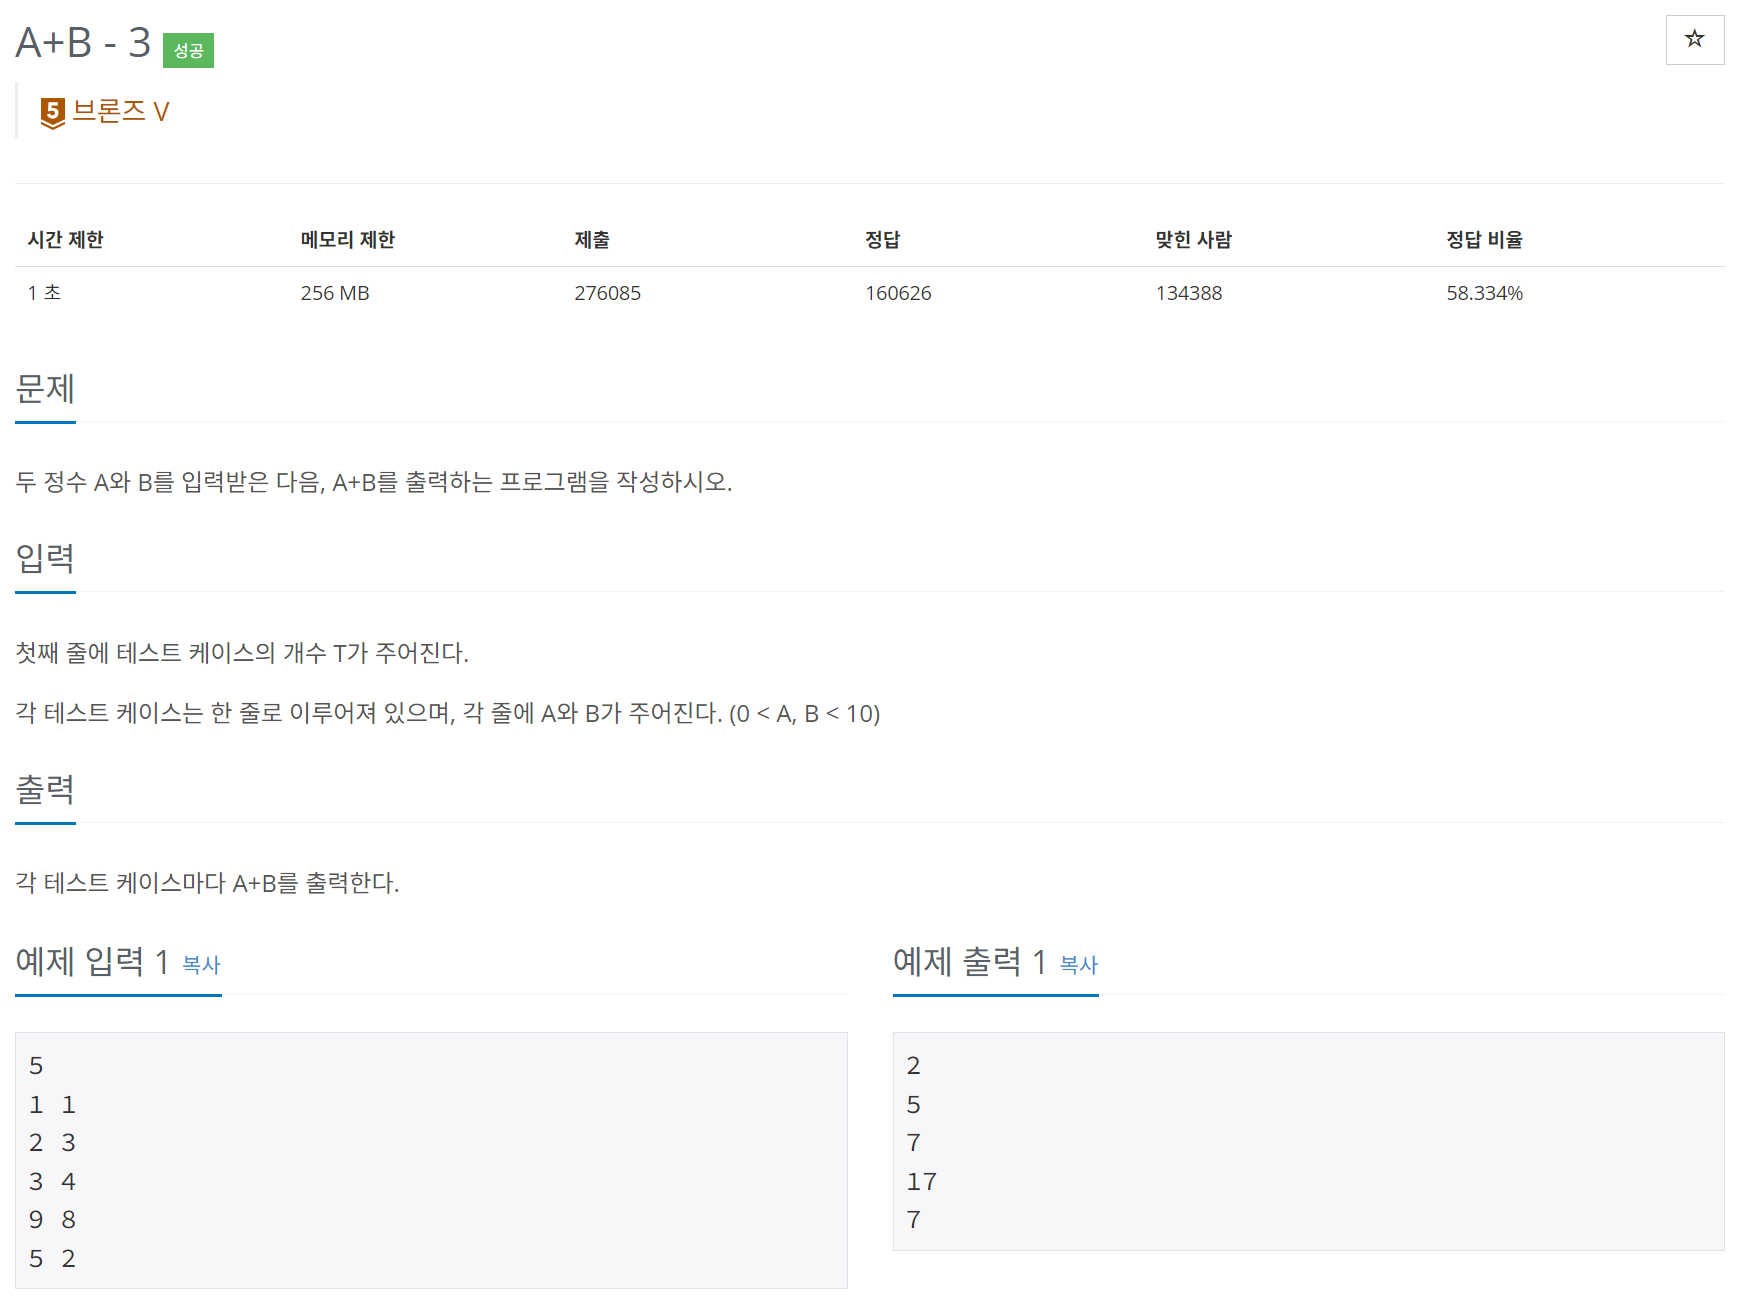 A+B - 3 성공
5 브론즈 V
시간 제한 메모리 제한 제출 정답 맞힌 사람 정답 비율
1 초 256 MB 276085 160626 134388 58.334%
문제
두 정수 A와 B를 입력받은 다음, A+B를 출력하는 프로그램을 작성하시오.
입력
첫째 줄에 테스트 케이스의 개수 T가 주어진다.
각 테스트 케이스는 한 줄로 이루어져 있으며, 각 줄에 A와 B가 주어진다. (0 < A, B < 10)
출력
각 테스트 케이스마다 A+B를 출력한다.
예제 입력 1 복사
5
1 1
2 3
3 4
9 8
5 2
예제 출력 1 복사
2
5
7
17
7